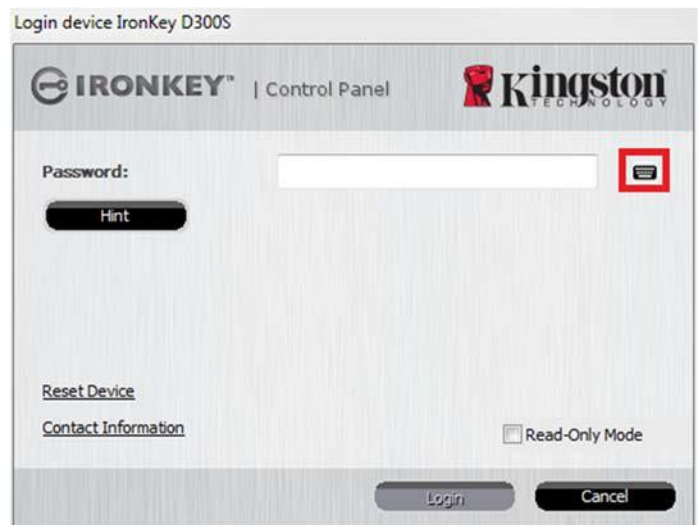 Login device IronKey D300S
IRONKEY™ | Control Panel
Kingston
TECHNOLOGY
Password:
Hint
Reset Device
Contact Information
Read-Only Mode
Login Cancel